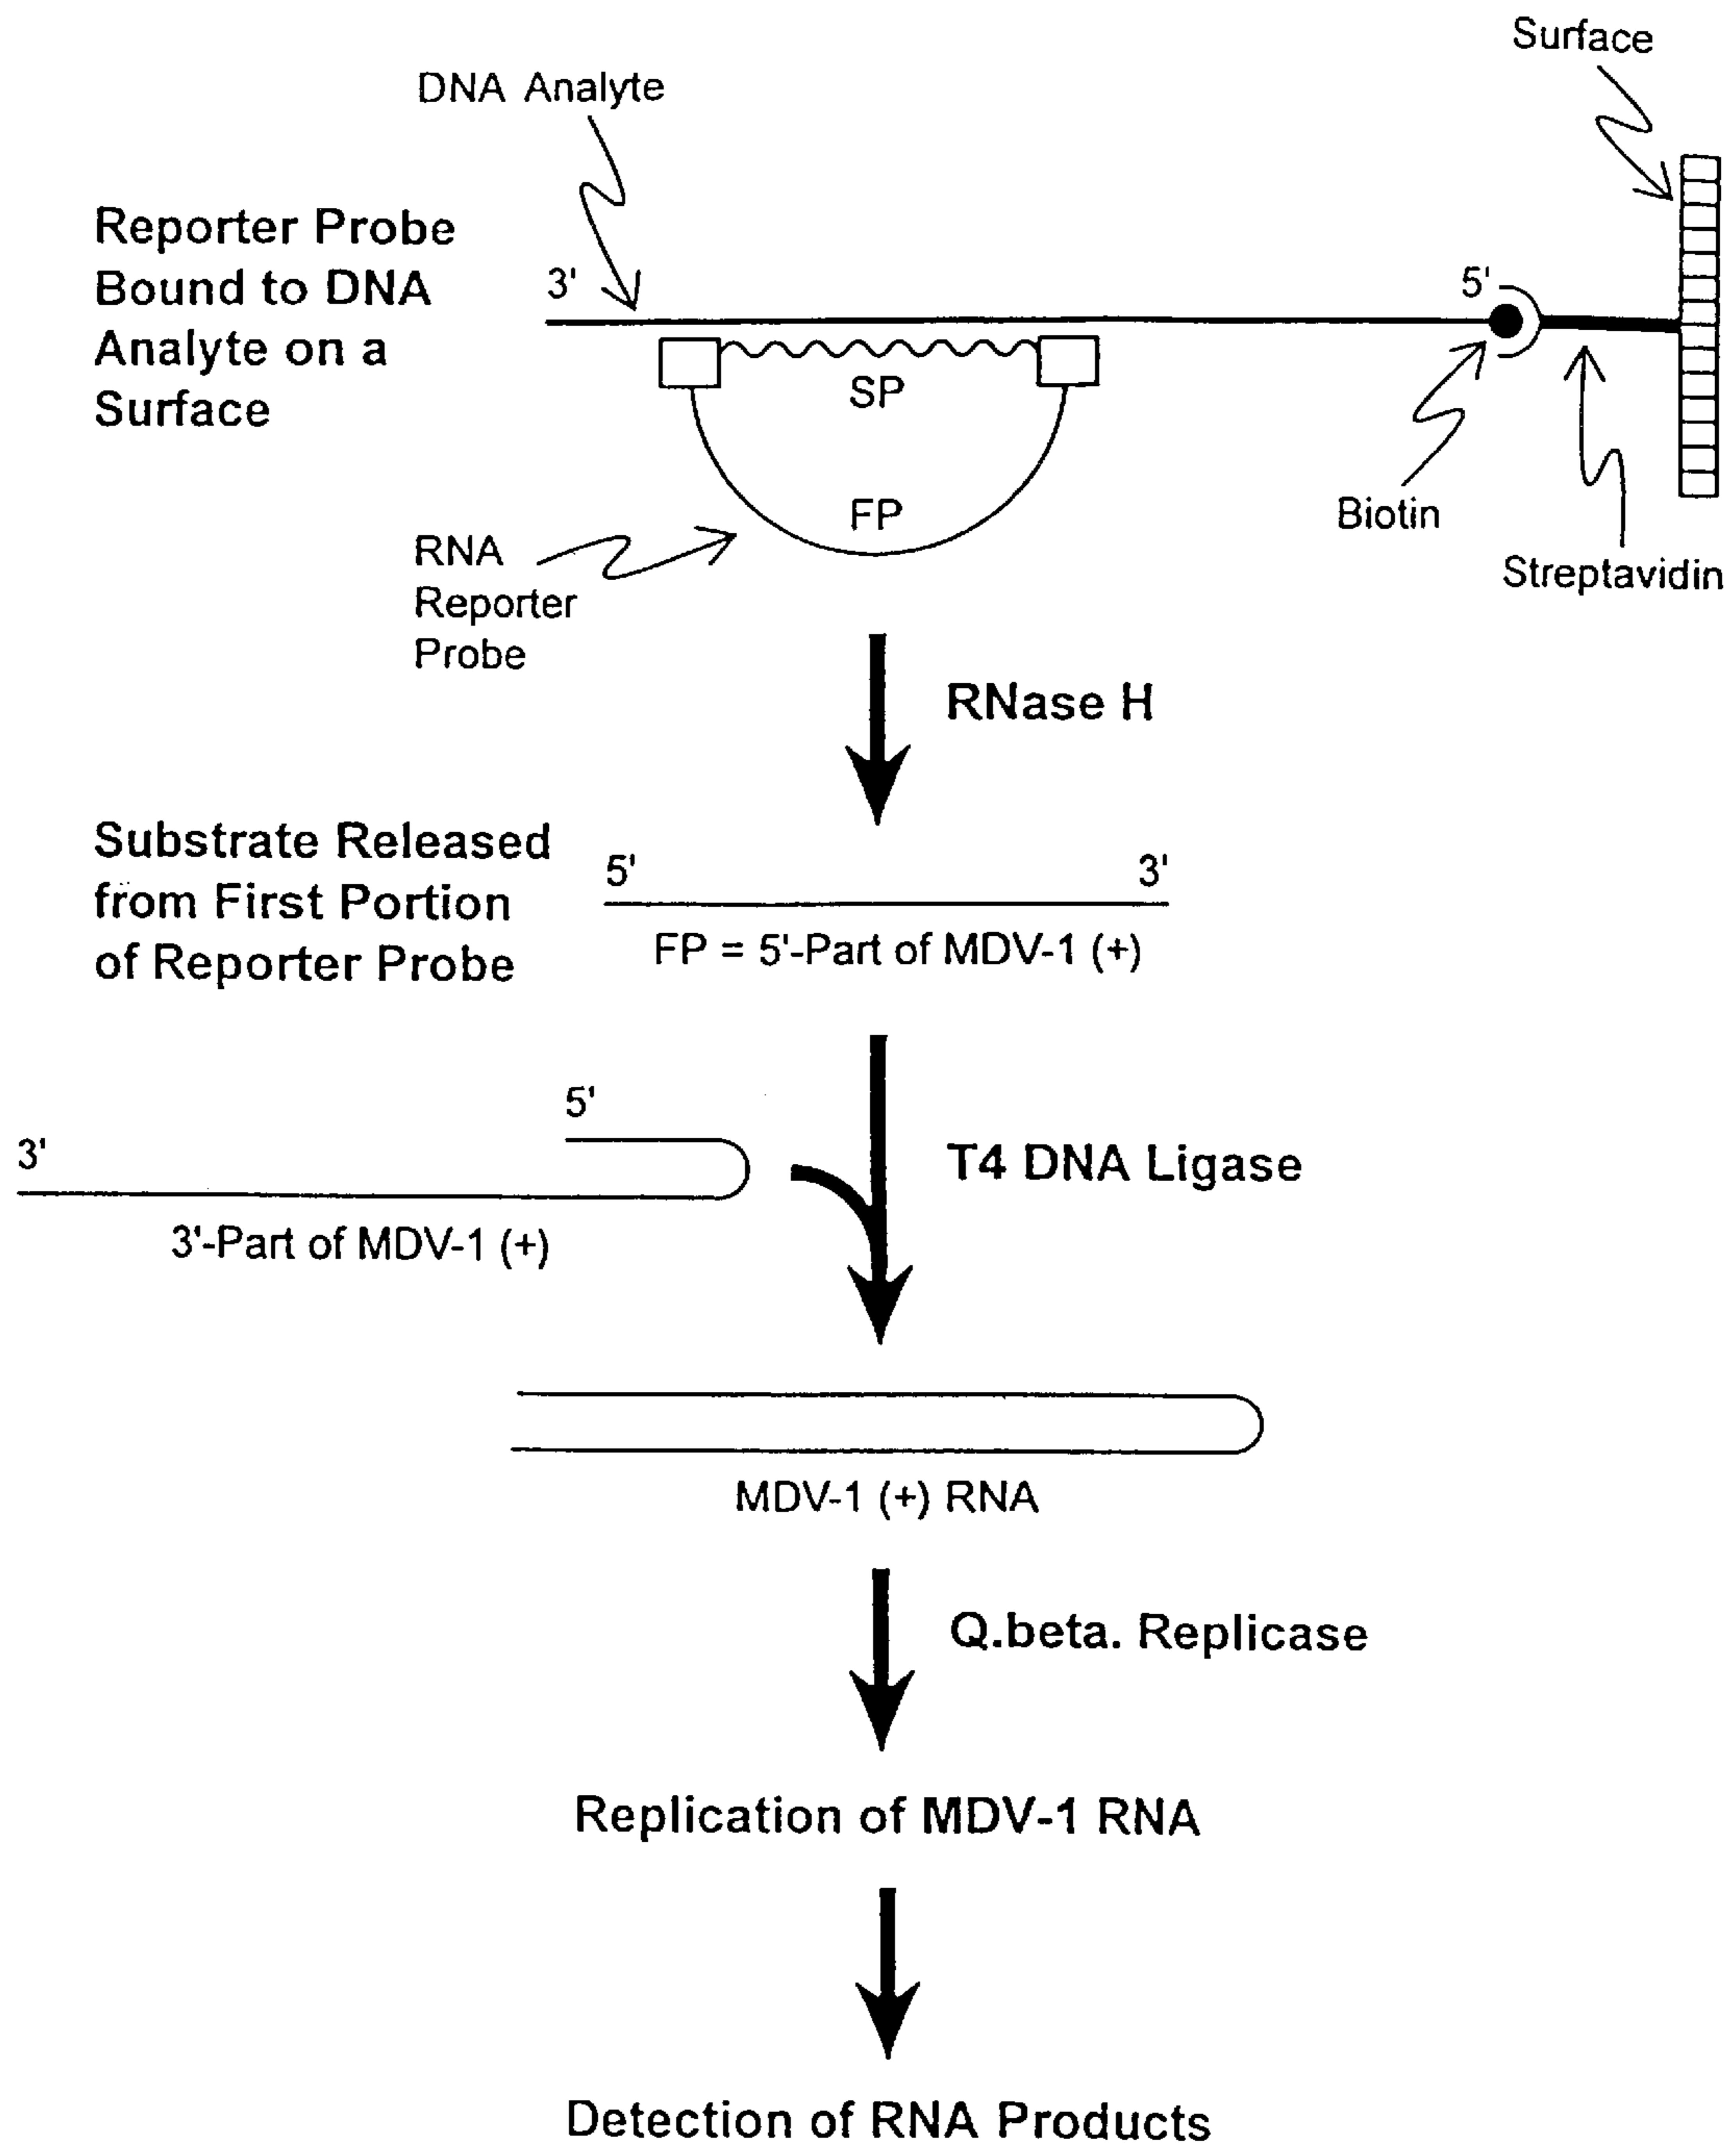 Surface
DNA Analyte
Reporter Probe
Bound to DNA
Analyte on a
Surface
3'
5'
SP
FP
Biotin
Streptavidin
RNA
Reporter
Probe
RNase H
Substrate Released
from First Portion
of Reporter Probe
5'
3'
FP = 5'-Part of MDV-1 (+)
5'
3'
T4 DNA Ligase
3'-Part of MDV-1 (+)
MDV-1 (+) RNA
Q.beta. Replicase
Replication of MDV-1 RNA
Detection of RNA Products